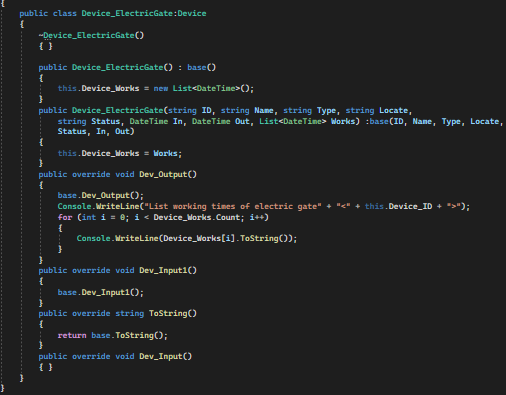 {
public class Device_ElectricGate:Device
{
~Device_ElectricGate()
{ }
public Device_ElectricGate() : base()
{
this.Device_Works = new List<DateTime>();
}
public Device_ElectricGate(string ID, string Name, string Type, string Locate,
string Status, DateTime In, DateTime Out, List<DateTime> Works) :base(ID, Name, Type, Locate,
Status, In, Out)
{
this.Device_Works = Works;
}
public override void Dev_Output()
{
base.Dev_Output();
Console.WriteLine("List working times of electric gate" + "<" + this.Device_ID + ">");
for (int i = 0; i < Device_Works.Count; i++)
{
Console.WriteLine(Device_Works[i].ToString());
}
}
public override void Dev_Input1()
{
base.Dev_Input1();
}
public override string ToString()
{
return base.ToString();
}
public override void Dev_Input()
{ }
}
}